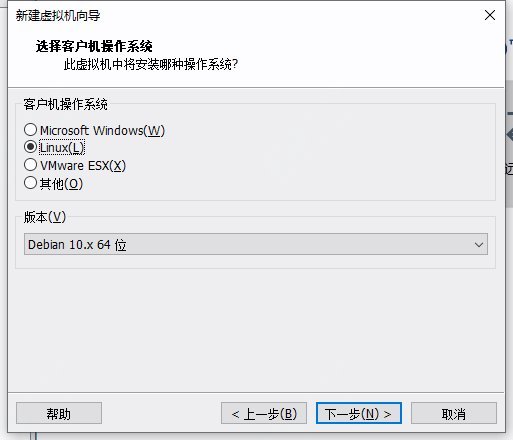 新建虚拟机向导
选择客户机操作系统
此虚拟机中将安装哪种操作系统?
客户机操作系统
Microsoft Windows(W)
Linux(L)
VMware ESX(X)
其他(O)
版本(V)
Debian 10.x 64 位
帮助
< 上一步(B)
下一步(N) >
取消